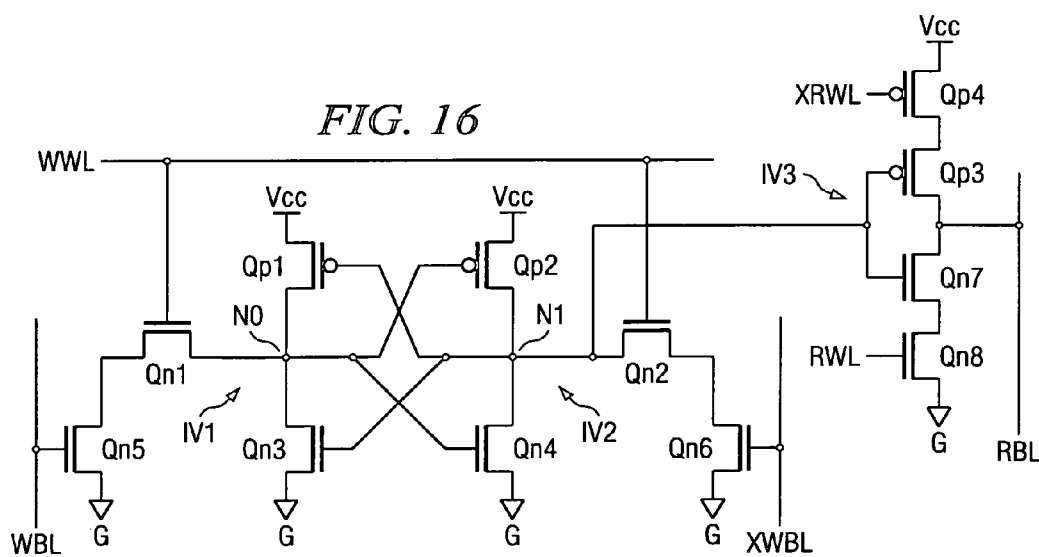 Vcc
XRWL
Qp4
FIG. 16
WWL
IV3
Qp3
Vcc
Vcc
Qp1
Qp2
Qn7
N0
N1
RWL
Qn8
Qn1
Qn2
IV1
IV2
G
Qn5
Qn3
Qn4
Qn6
RBL
WBL
G
G
G
G
XWBL